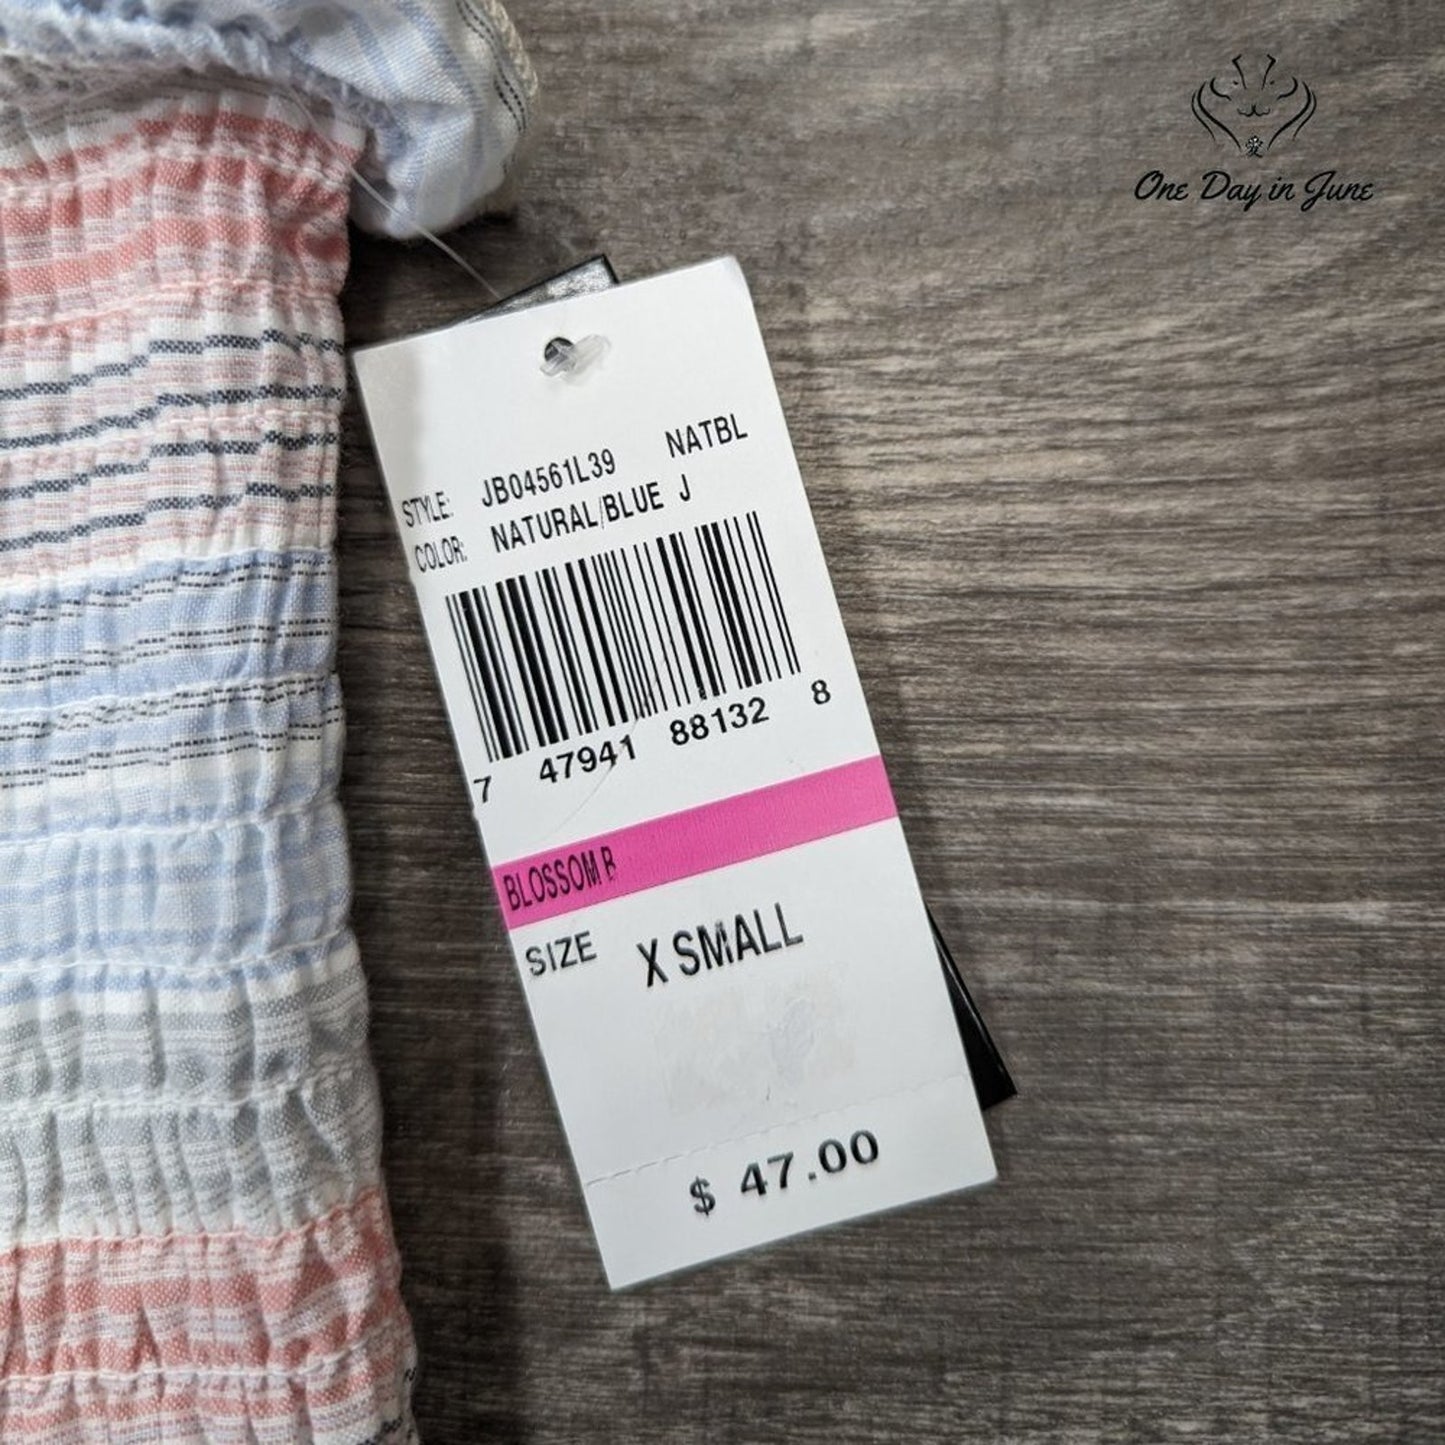 愛
One Day in June
STYLE: JB04561L39 NATBL
COLOR: NATURAL/BLUE J
7 47941 88132 8
BLOSSOM B
SIZE X SMALL
$ 47.00